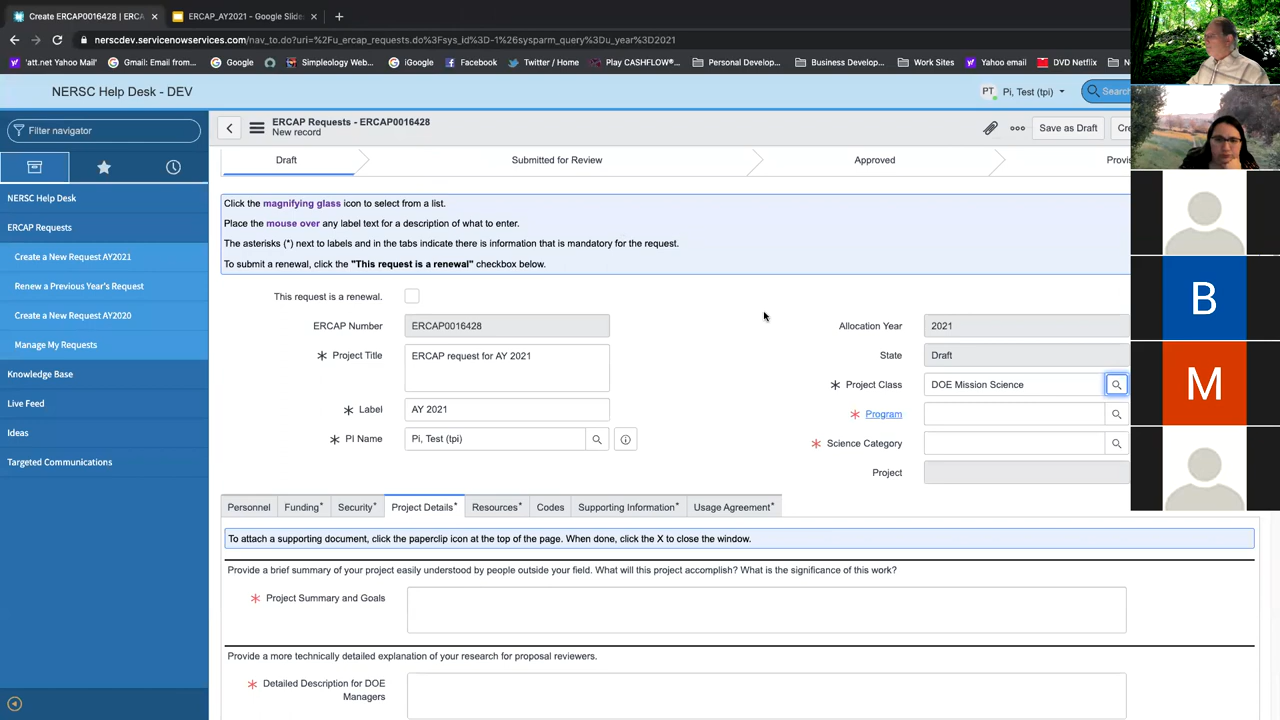 Create ERCAP0016428 | ERCA
ERCAP_AY2021 - Google Slide
nerscdev.servicenowservices.com/nav_to.do?uri=%2Fu_ercap_requests.do%3Fsys_id%3D-1%26sysparm_query%3Du_year%3D2021
'att.net Yahoo Mail'
Gmail: Email from...
Google
Simpleology Web...
iGoogle
Facebook
Twitter / Home
Play CASHFLOW®...
Personal Develop...
Business Develop...
Work Sites
Yahoo email
DVD Netflix
NERSC Help Desk - DEV
PT
Pi, Test (tpi)
Search
Filter navigator
ERCAP Requests - ERCAP0016428
New record
Save as Draft
Cre
Draft
Submitted for Review
Approved
Provis
NERSC Help Desk
ERCAP Requests
Create a New Request AY2021
Renew a Previous Year's Request
Create a New Request AY2020
Manage My Requests
Knowledge Base
Live Feed
Ideas
Targeted Communications
Click the magnifying glass icon to select from a list.
Place the mouse over any label text for a description of what to enter.
The asterisks (*) next to labels and in the tabs indicate there is information that is mandatory for the request.
To submit a renewal, click the "This request is a renewal" checkbox below.
This request is a renewal.
ERCAP Number
ERCAP0016428
Project Title
ERCAP request for AY 2021
Label
AY 2021
PI Name
Pi, Test (tpi)
Allocation Year
2021
State
Draft
Project Class
DOE Mission Science
Program
Science Category
Project
B
M
Personnel
Funding*
Security*
Project Details*
Resources*
Codes
Supporting Information*
Usage Agreement*
To attach a supporting document, click the paperclip icon at the top of the page. When done, click the X to close the window.
Provide a brief summary of your project easily understood by people outside your field. What will this project accomplish? What is the significance of this work?
Project Summary and Goals
Provide a more technically detailed explanation of your research for proposal reviewers.
Detailed Description for DOE
Managers